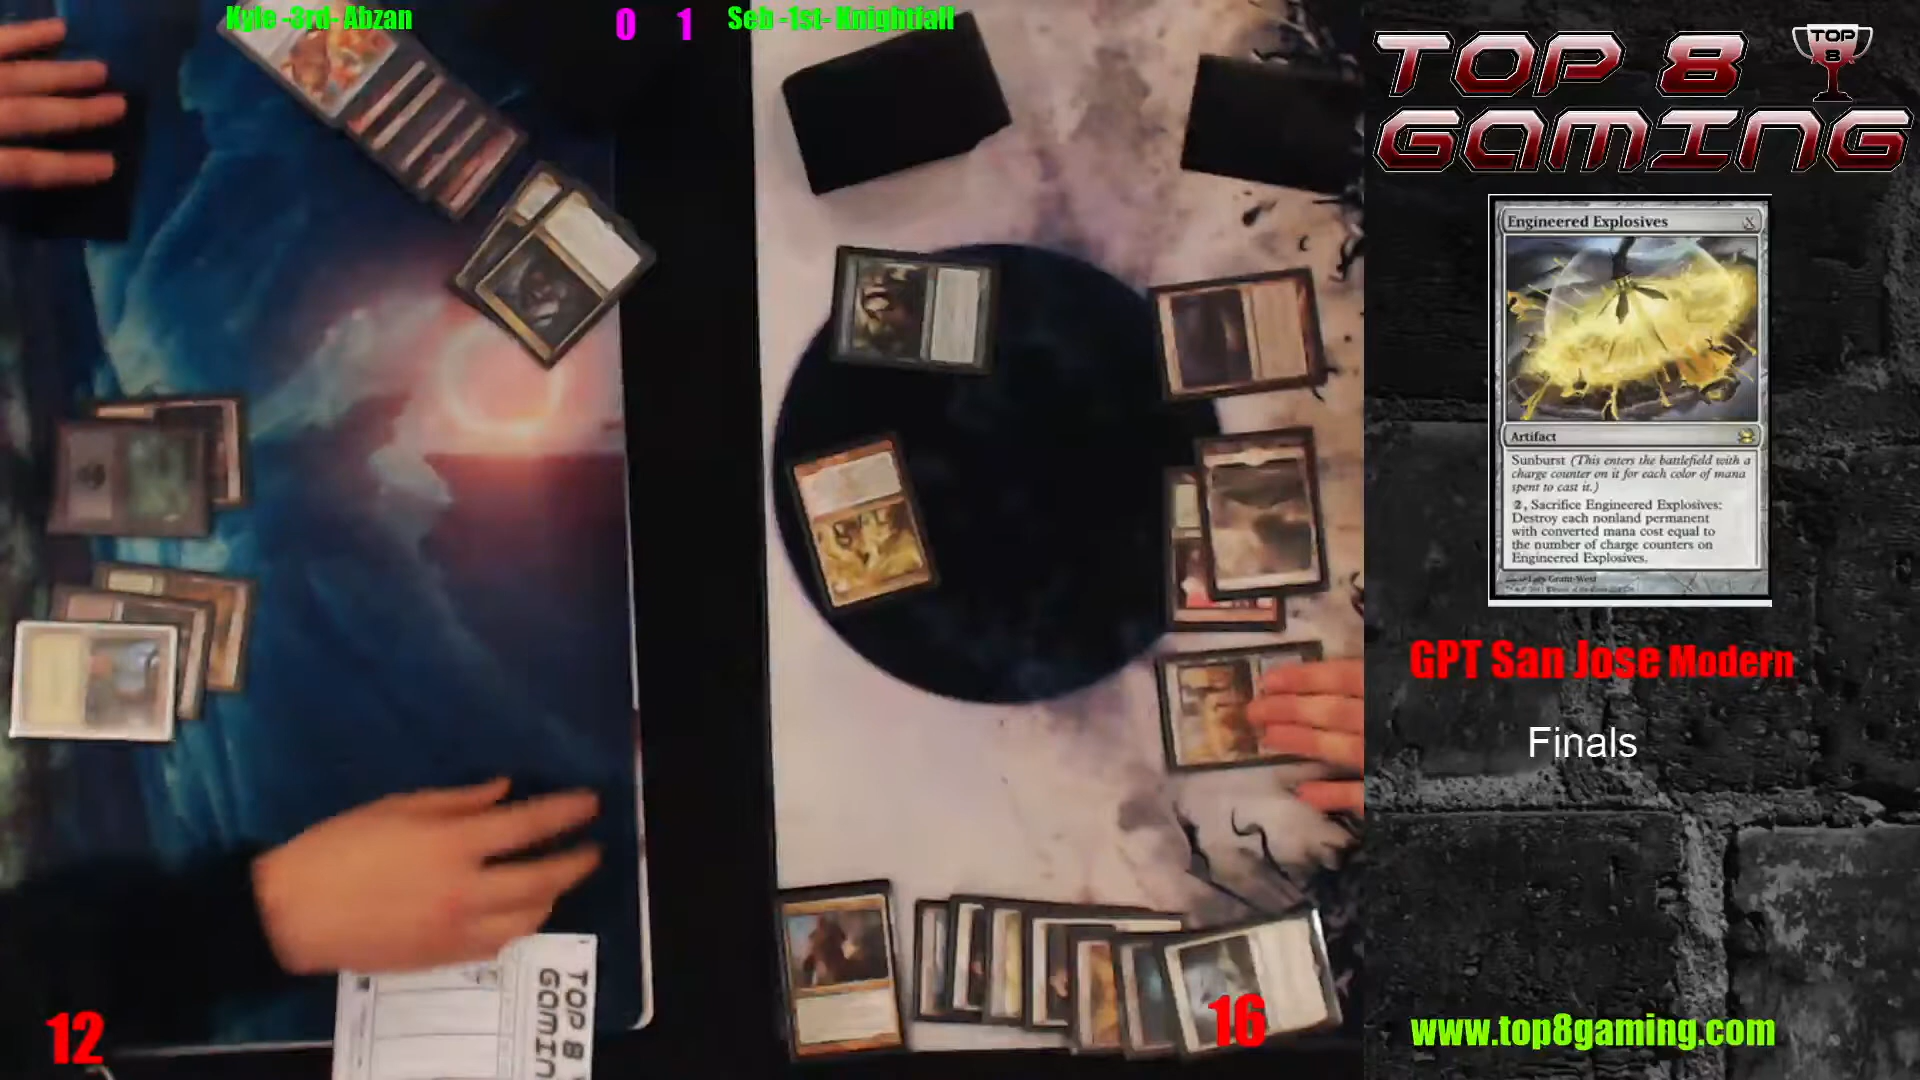 Kyle -3rd- Abzan
0 1
Seb -1st- Knightfall
TOP 8
GAMING
TOP
8
Engineered Explosives X
Artifact
Sunburst (This enters the battlefield with a
charge counter on it for each color of mana
spent to cast it.)
2, Sacrifice Engineered Explosives:
Destroy each nonland permanent
with converted mana cost equal to
the number of charge counters on
Engineered Explosives.
GPT San Jose Modern
Finals
www.top8gaming.com
12
16
TOP 8
GAMIN